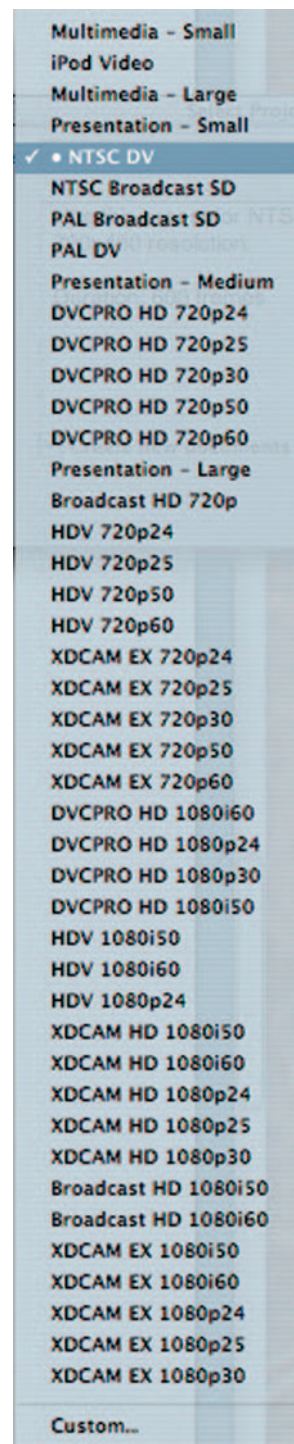 Multimedia – Small
iPod Video
Multimedia – Large
Presentation – Small
✓ • NTSC DV
NTSC Broadcast SD
PAL Broadcast SD
PAL DV
Presentation – Medium
DVCPRO HD 720p24
DVCPRO HD 720p25
DVCPRO HD 720p30
DVCPRO HD 720p50
DVCPRO HD 720p60
Presentation – Large
Broadcast HD 720p
HDV 720p24
HDV 720p25
HDV 720p50
HDV 720p60
XDCAM EX 720p24
XDCAM EX 720p25
XDCAM EX 720p30
XDCAM EX 720p50
XDCAM EX 720p60
DVCPRO HD 1080i60
DVCPRO HD 1080p24
DVCPRO HD 1080p30
DVCPRO HD 1080i50
HDV 1080i50
HDV 1080i60
HDV 1080p24
XDCAM HD 1080i50
XDCAM HD 1080i60
XDCAM HD 1080p24
XDCAM HD 1080p25
XDCAM HD 1080p30
Broadcast HD 1080i50
Broadcast HD 1080i60
XDCAM EX 1080i50
XDCAM EX 1080i60
XDCAM EX 1080p24
XDCAM EX 1080p25
XDCAM EX 1080p30
Custom...